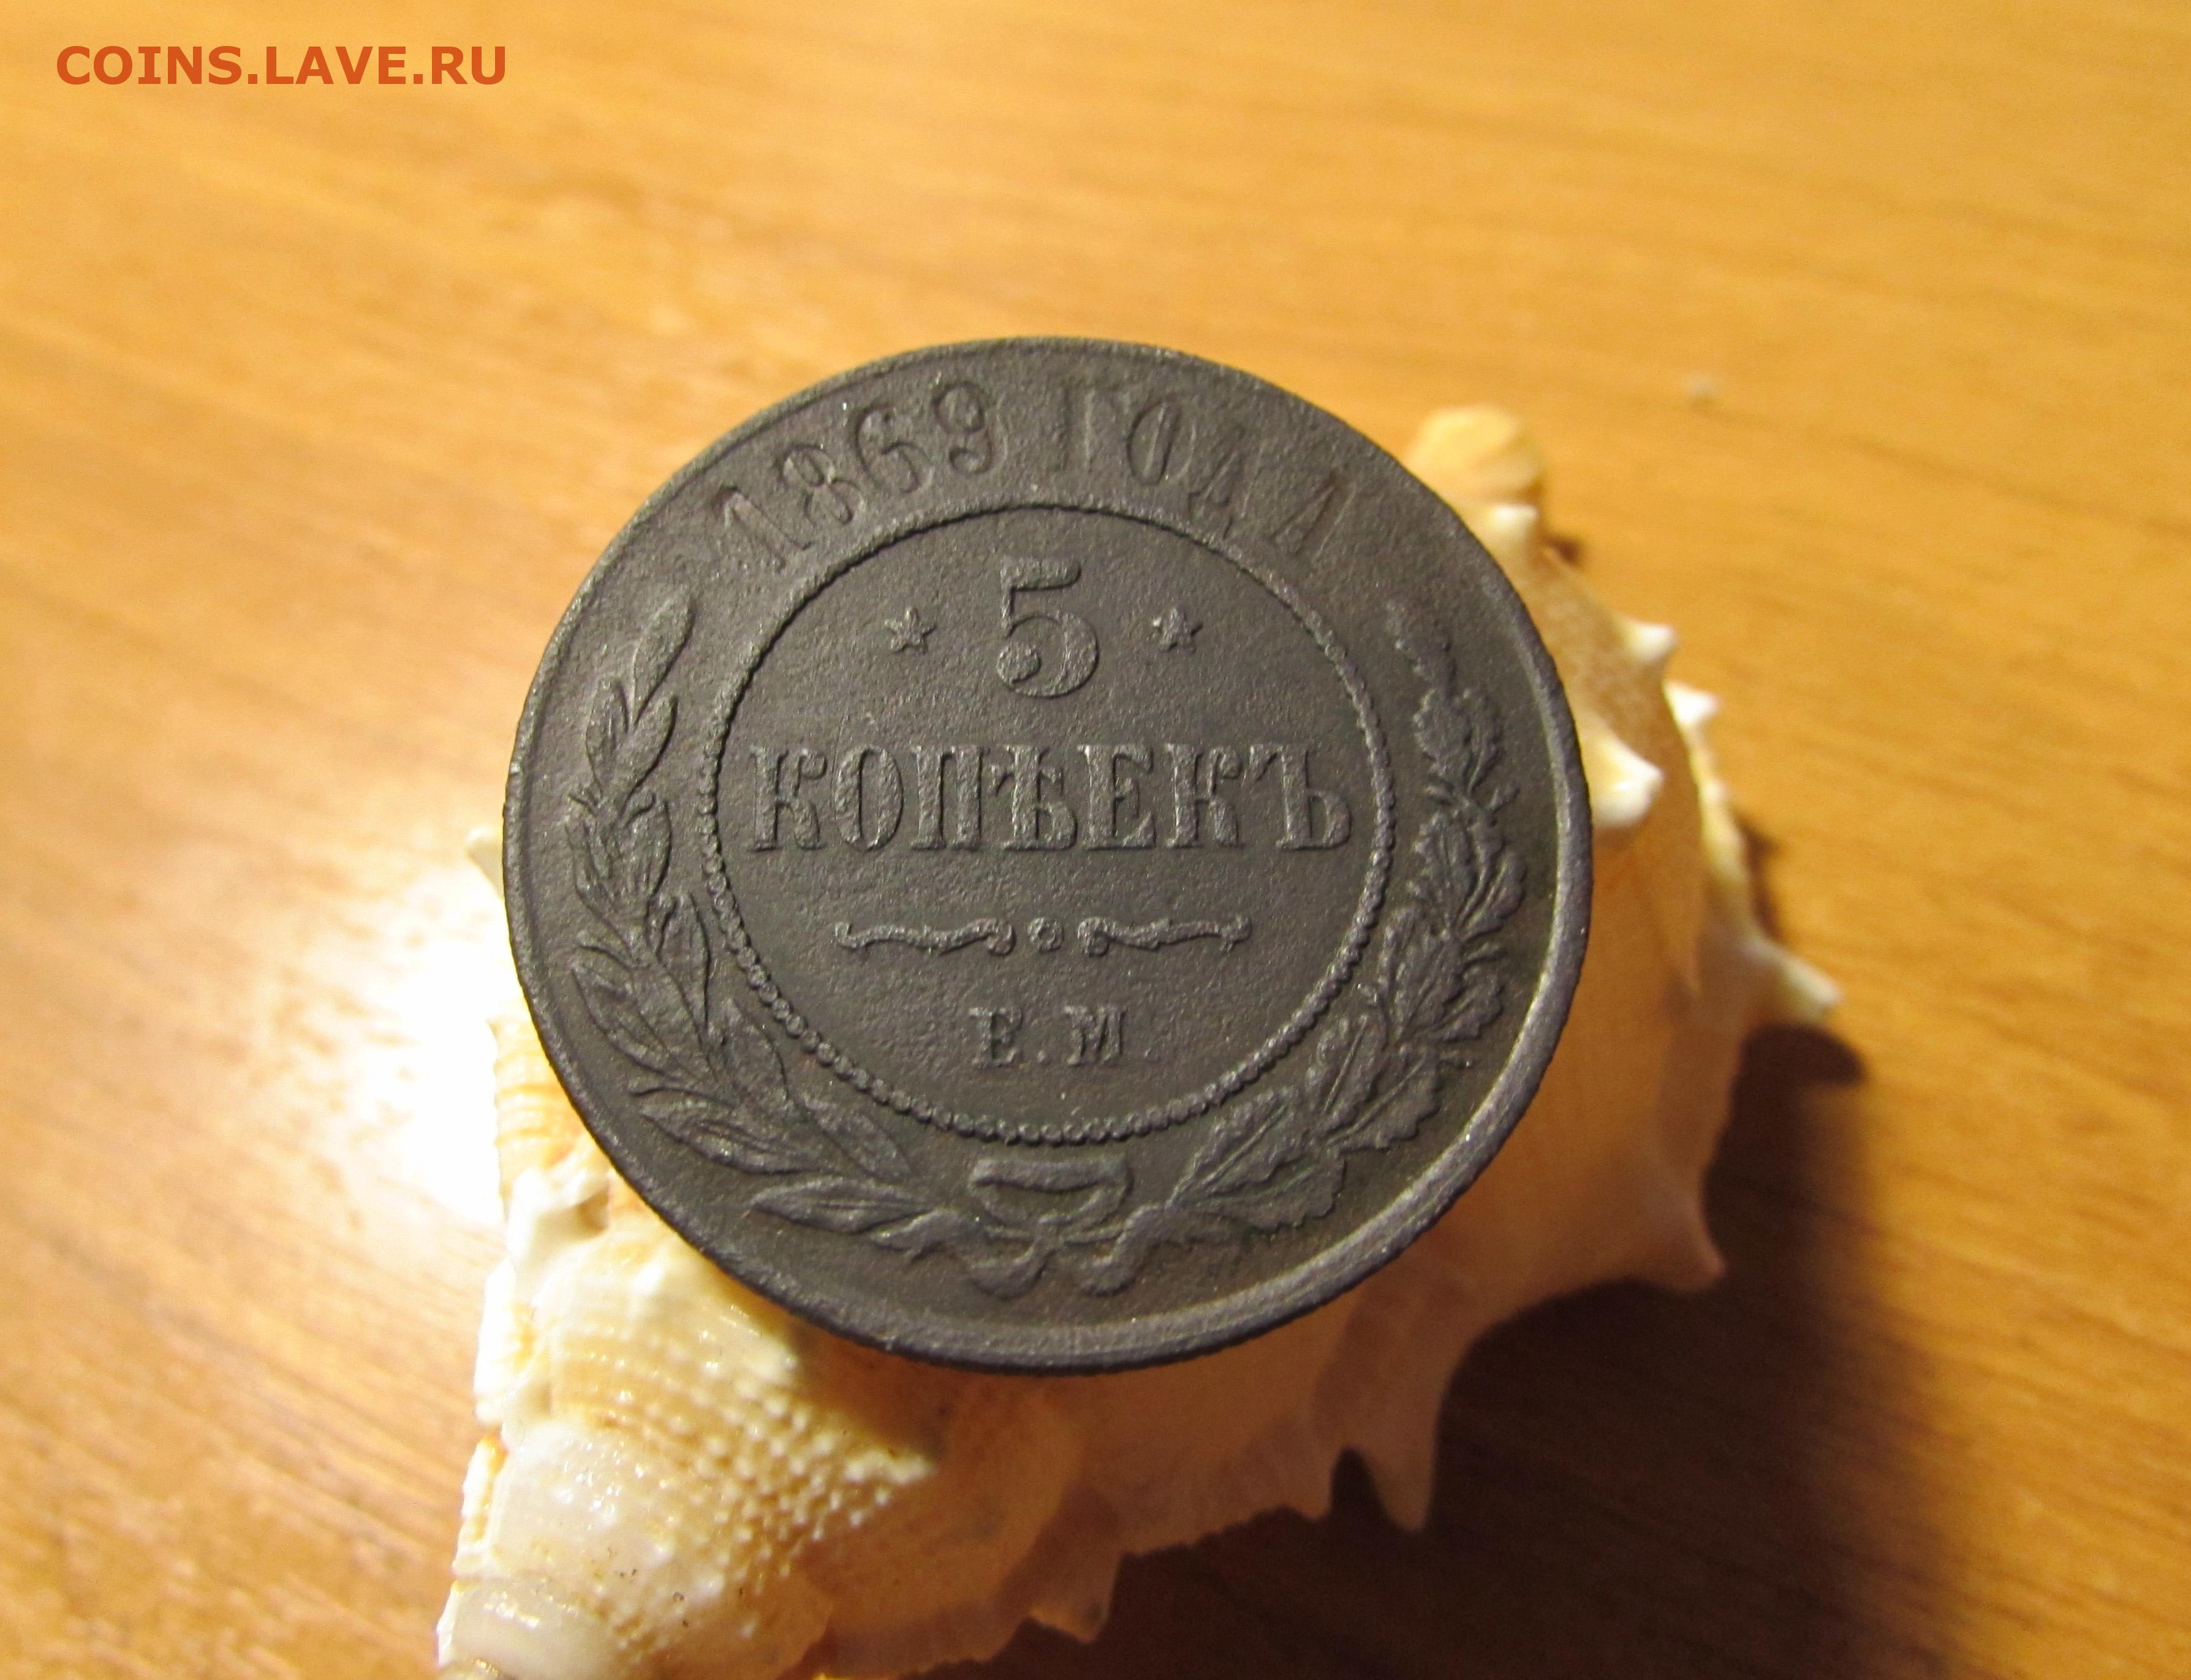 COINS.LAVE.RU
1869 ГОДА
* 5 *
КОПѢЕКЪ
Е.М.